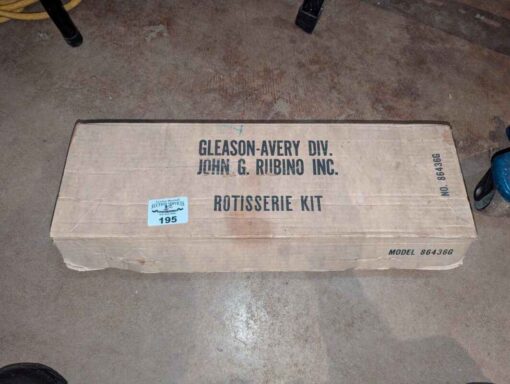 GLEASON-AVERY DIV.
JOHN G. RUBINO INC.
ROTISSERIE KIT
NO. 86436G
195
MODEL 86436G